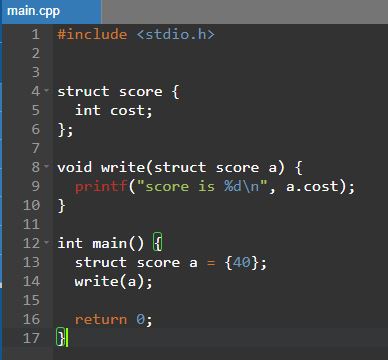 main.cpp
1 #include <stdio.h>
2
3
4 struct score {
5   int cost;
6 };
7
8 void write(struct score a) {
9   printf("score is %d\n", a.cost);
10 }
11
12 int main() {
13   struct score a = {40};
14   write(a);
15
16   return 0;
17 }